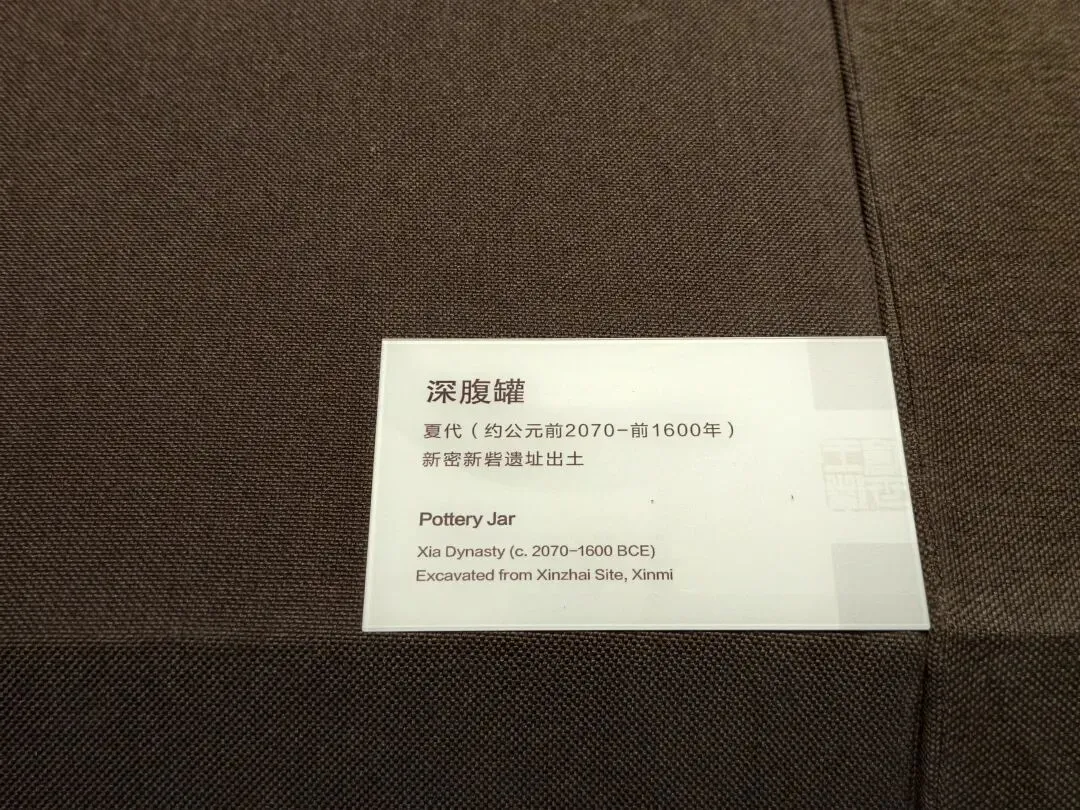 深腹罐
夏代（约公元前2070-前1600年）
新密新砦遗址出土
Pottery Jar
Xia Dynasty (c. 2070-1600 BCE)
Excavated from Xinzhai Site, Xinmi